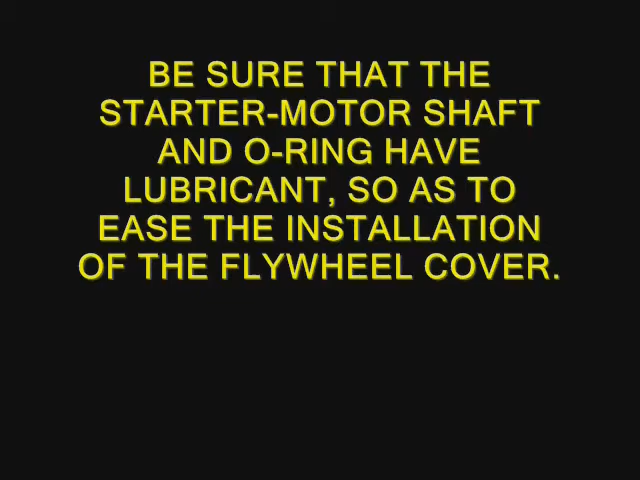 BE SURE THAT THE
STARTER-MOTOR SHAFT
AND O-RING HAVE
LUBRICANT, SO AS TO
EASE THE INSTALLATION
OF THE FLYWHEEL COVER.